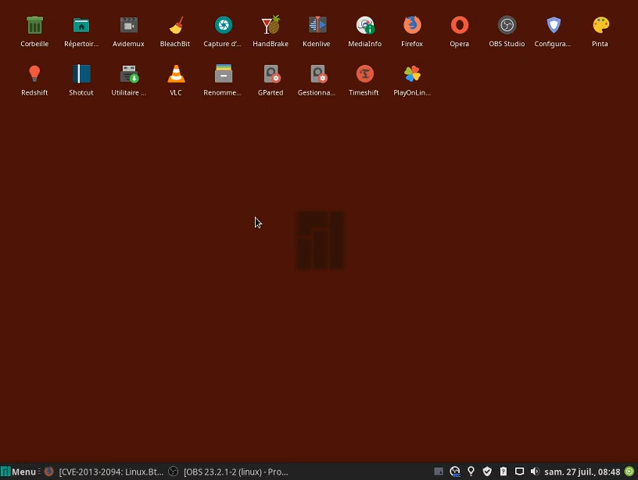 Corbeille Répertoir... Avidemux BleachBit Capture d'... HandBrake Kdenlive MediaInfo Firefox Opera OBS Studio Configura... Pinta
Redshift Shotcut Utilitaire ... VLC Renomme... GParted Gestionna... Timeshift PlayOnLin...
Menu [CVE-2013-2094: Linux.Bt... [OBS 23.2.1-2 (linux) - Pro... sam. 27 juil., 08:48